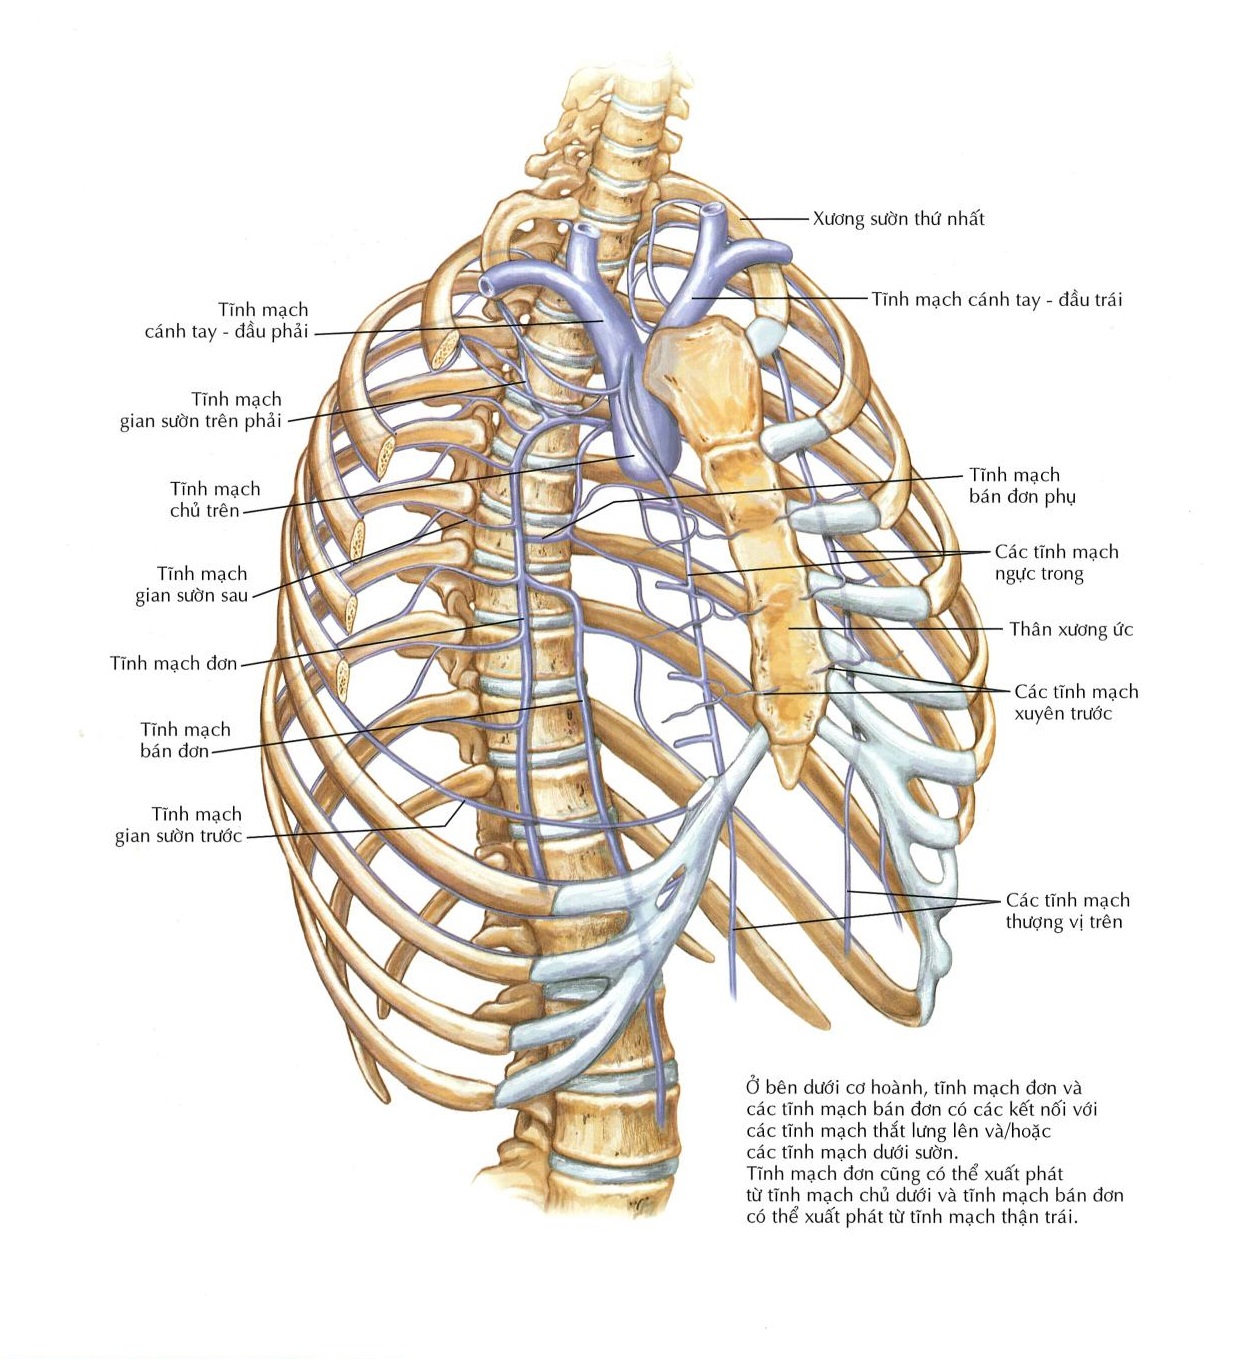 Xương sườn thứ nhất
Tĩnh mạch cánh tay - đầu trái
Tĩnh mạch
cánh tay - đầu phải
Tĩnh mạch
gian sườn trên phải
Tĩnh mạch
chủ trên
Tĩnh mạch
gian sườn sau
Tĩnh mạch đơn
Tĩnh mạch
bán đơn
Tĩnh mạch
gian sườn trước
Tĩnh mạch
bán đơn phụ
Các tĩnh mạch
ngực trong
Thân xương ức
Các tĩnh mạch
xuyên trước
Các tĩnh mạch
thượng vị trên
Ở bên dưới cơ hoành, tĩnh mạch đơn và
các tĩnh mạch bán đơn có các kết nối với
các tĩnh mạch thắt lưng lên và/hoặc
các tĩnh mạch dưới sườn.
Tĩnh mạch đơn cũng có thể xuất phát
từ tĩnh mạch chủ dưới và tĩnh mạch bán đơn
có thể xuất phát từ tĩnh mạch thận trái.